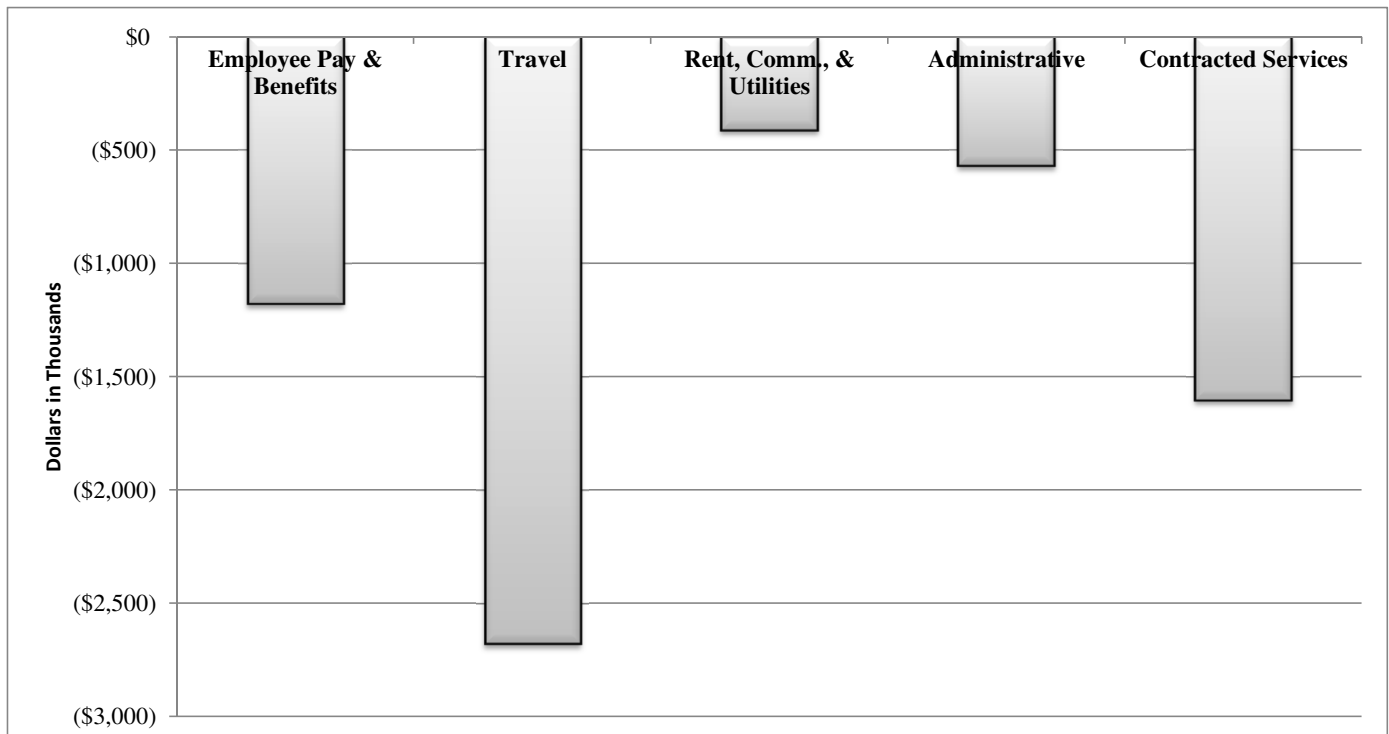 $0
Employee Pay &
Benefits
Travel
Rent, Comm., &
Utilities
Administrative
Contracted Services
($500)
($1,000)
($1,500)
($2,000)
($2,500)
($3,000)
Dollars in Thousands